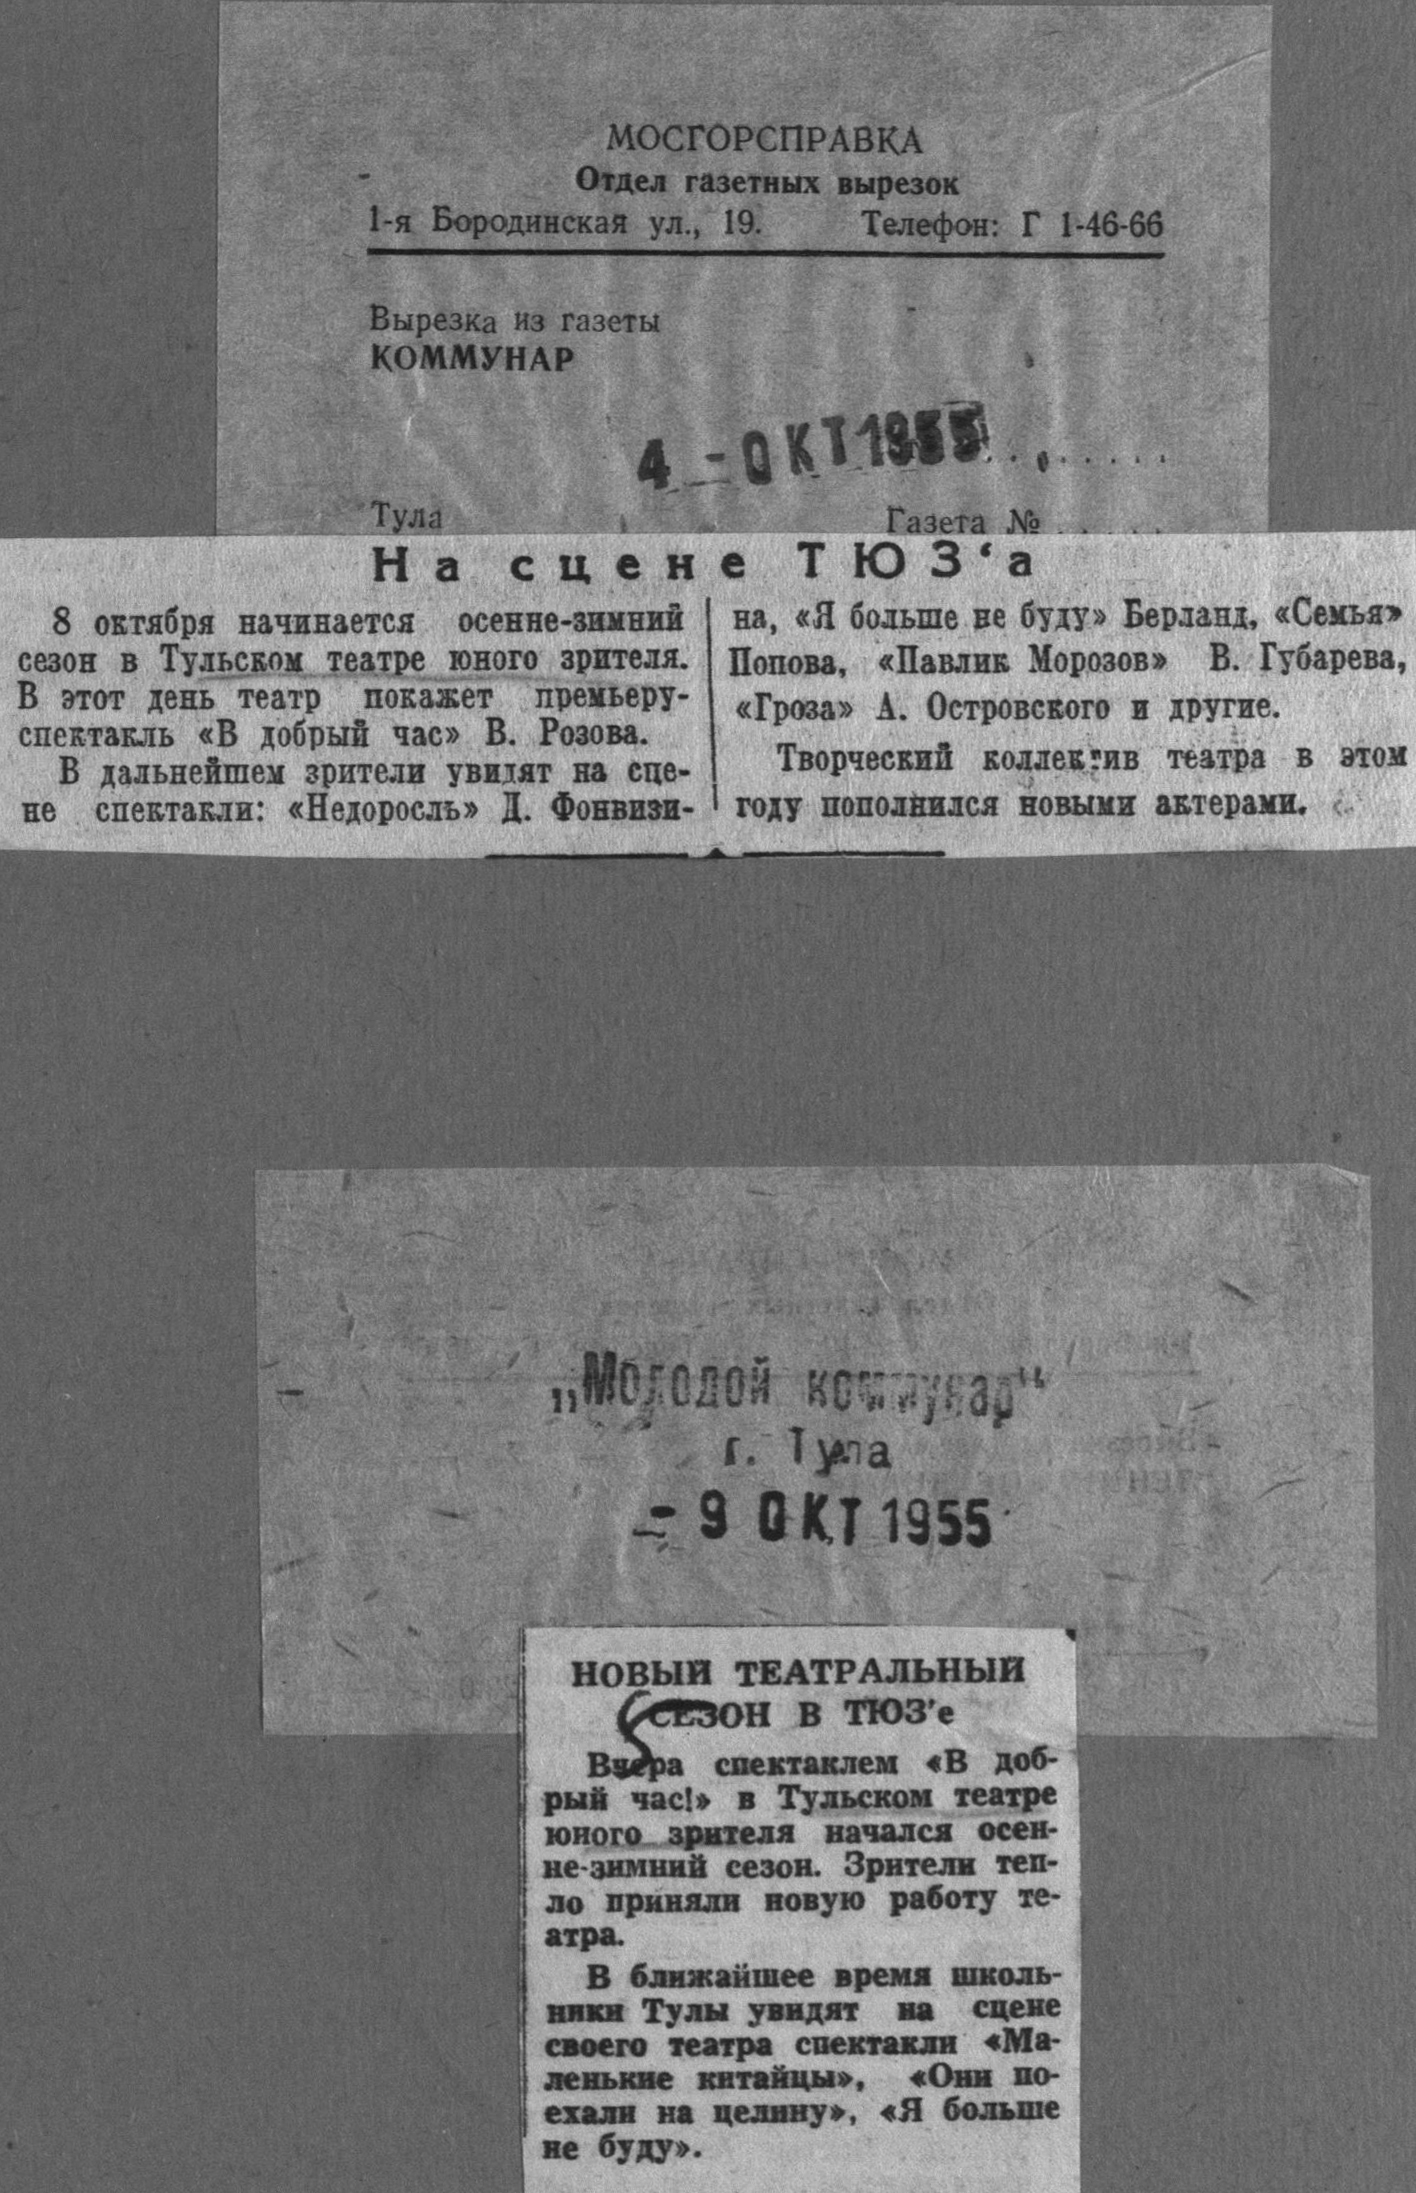 МОСГОРСПРАВКА
Отдел газетных вырезок
1-я Бородинская ул., 19. Телефон: Г 1-46-66
Вырезка из газеты
КОММУНАР
4 - ОКТ 1955
Тула Газета №
На сцене ТЮЗ‘а
8 октября начинается осенне-зимний
сезон в Тульском театре юного зрителя.
В этот день театр покажет премьеру-
спектакль «В добрый час» В. Розова.
В дальнейшем зрители увидят на сце-
не спектакли: «Недоросль» Д. Фонвизи-
на, «Я больше не буду» Берланд, «Семья»
Попова, «Павлик Морозов» В. Губарева,
«Гроза» А. Островского и другие.
Творческий коллектив театра в этом
году пополнился новыми актерами.
„Молодой коммунар“
г. Тула
- 9 ОКТ 1955
НОВЫЙ ТЕАТРАЛЬНЫЙ
СЕЗОН В ТЮЗ'е
Вчера спектаклем «В доб-
рый час!» в Тульском театре
юного зрителя начался осен-
не-зимний сезон. Зрители теп-
ло приняли новую работу те-
атра.
В ближайшее время школь-
ники Тулы увидят на сцене
своего театра спектакли «Ма-
ленькие китайцы», «Они по-
ехали на целину», «Я больше
не буду».